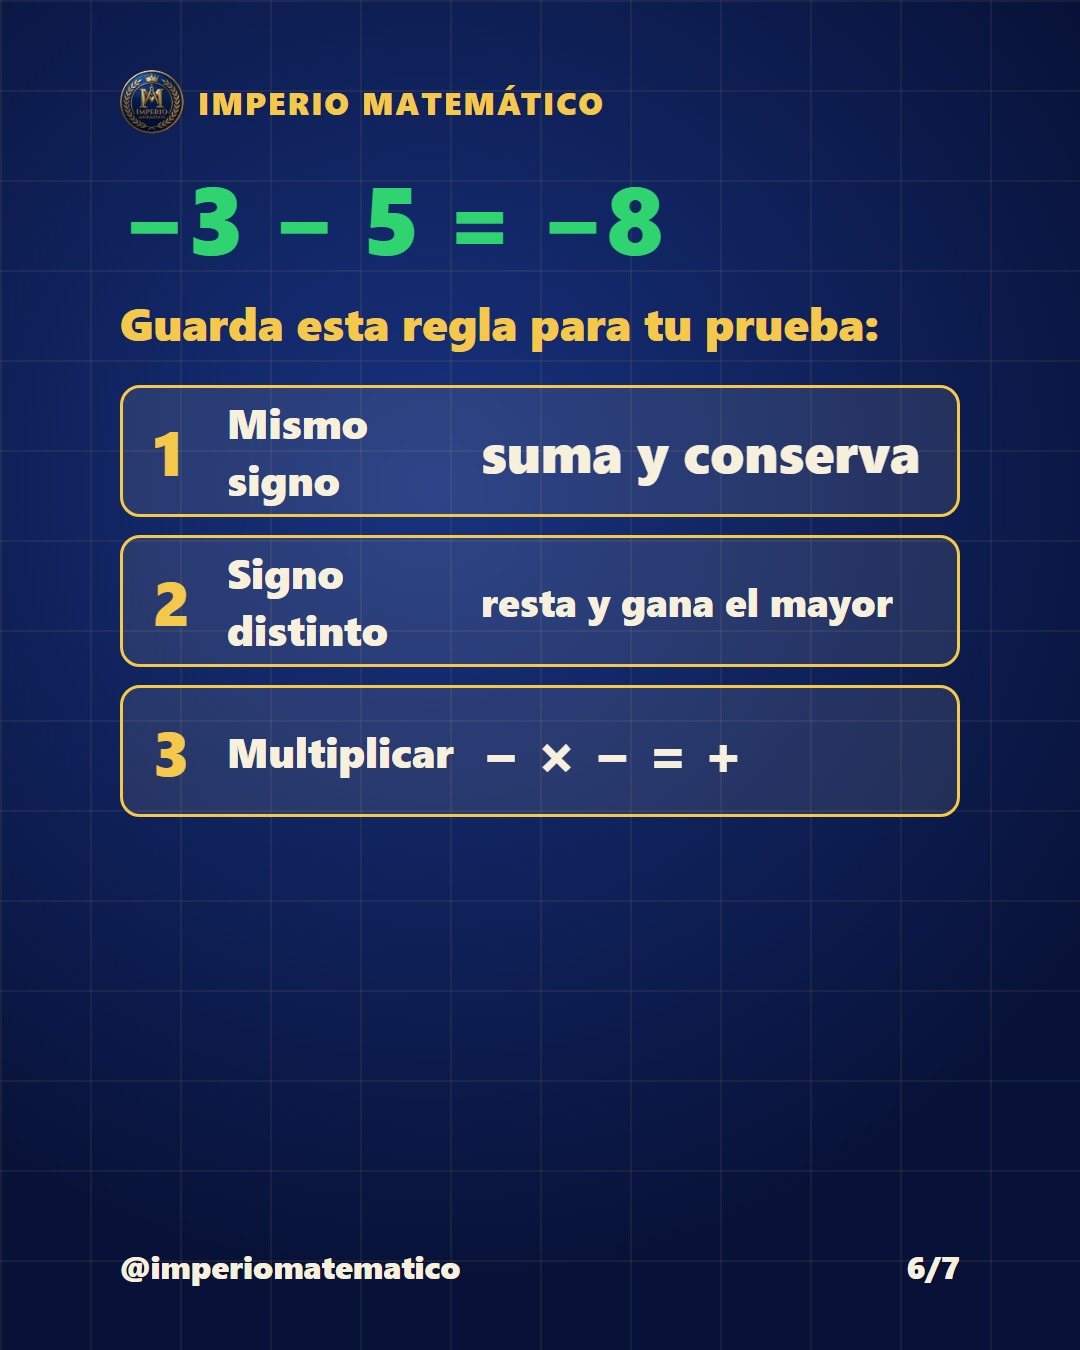 IMPERIO MATEMÁTICO
−3 − 5 = −8
Guarda esta regla para tu prueba:
1 Mismo signo suma y conserva
2 Signo distinto resta y gana el mayor
3 Multiplicar − × − = +
@imperiomatematico 6/7